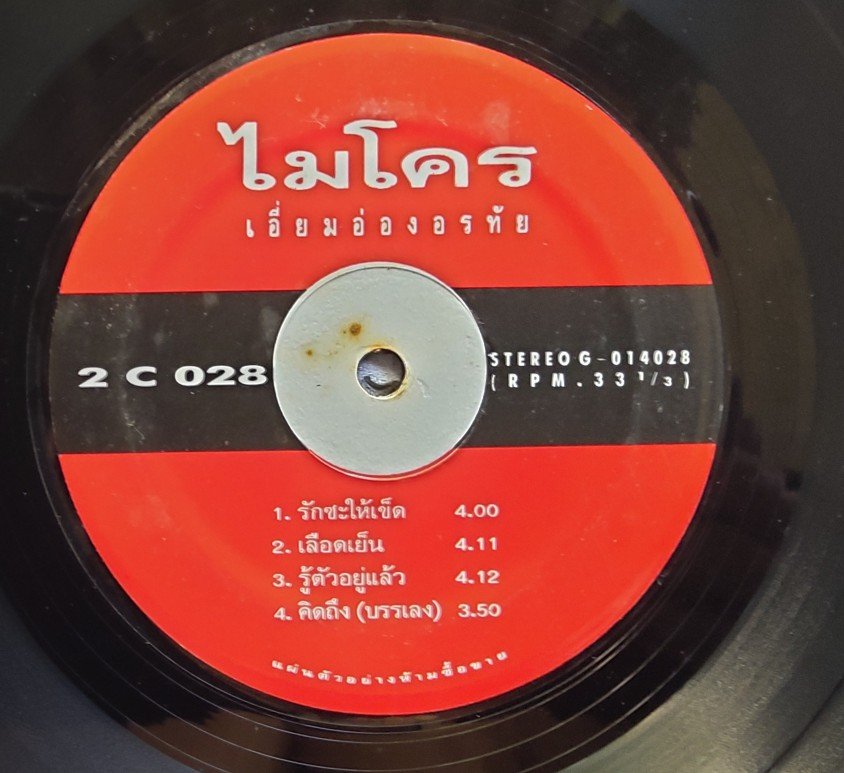 ไมโคร
เอี่ยมอ่องอรทัย
2 C 028
STEREO G-014028
(RPM. 33 1/3)
1. รักซะให้เข็ด 4.00
2. เลือดเย็น 4.11
3. รู้ตัวอยู่แล้ว 4.12
4. คิดถึง (บรรเลง) 3.50
แผ่นตัวอย่างห้ามซื้อขาย